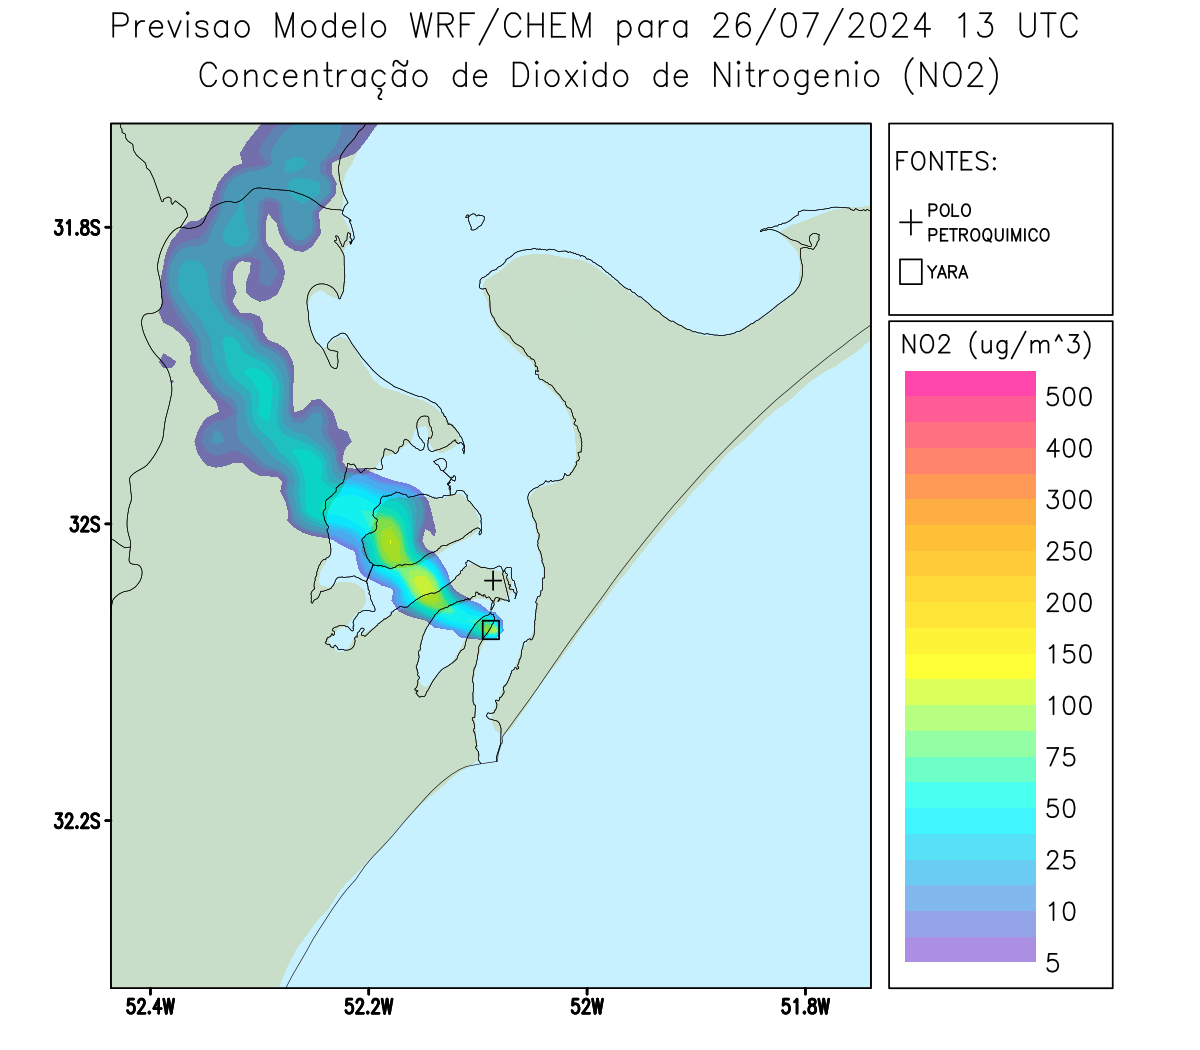 Previsao Modelo WRF/CHEM para 26/07/2024 13 UTC
Concentração de Dioxido de Nitrogenio (NO2)
FONTES:
POLO
PETROQUIMICO
YARA
31.8S
32S
32.2S
52.4W
52.2W
52W
51.8W
NO2 (ug/m^3)
500
400
300
250
200
150
100
75
50
25
10
5